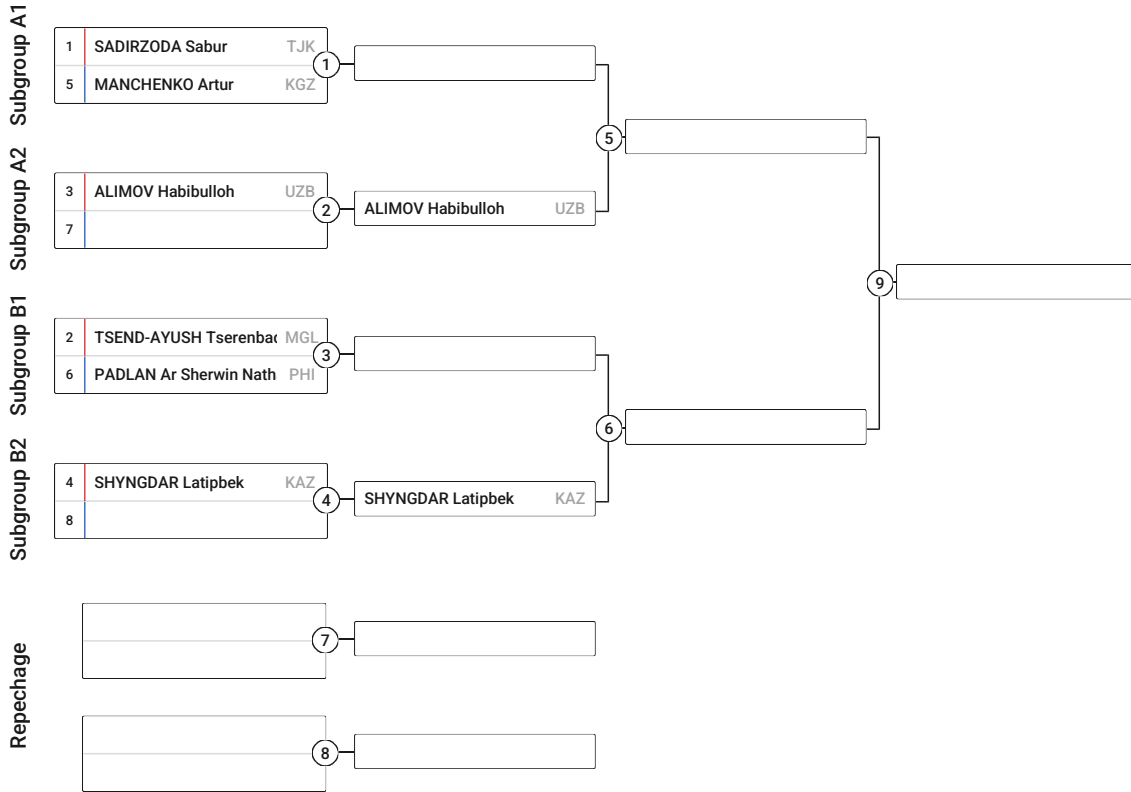 Subgroup A1
1 SADIRZODA Sabur TJK
5 MANCHENKO Artur KGZ
1
Subgroup A2
3 ALIMOV Habibulloh UZB
7
2
ALIMOV Habibulloh UZB
5
Subgroup B1
2 TSEND-AYUSH Tserenbac MGL
6 PADLAN Ar Sherwin Nath PHI
3
Subgroup B2
4 SHYNGDAR Latipbek KAZ
8
4
SHYNGDAR Latipbek KAZ
6
9
Repechage
7
8